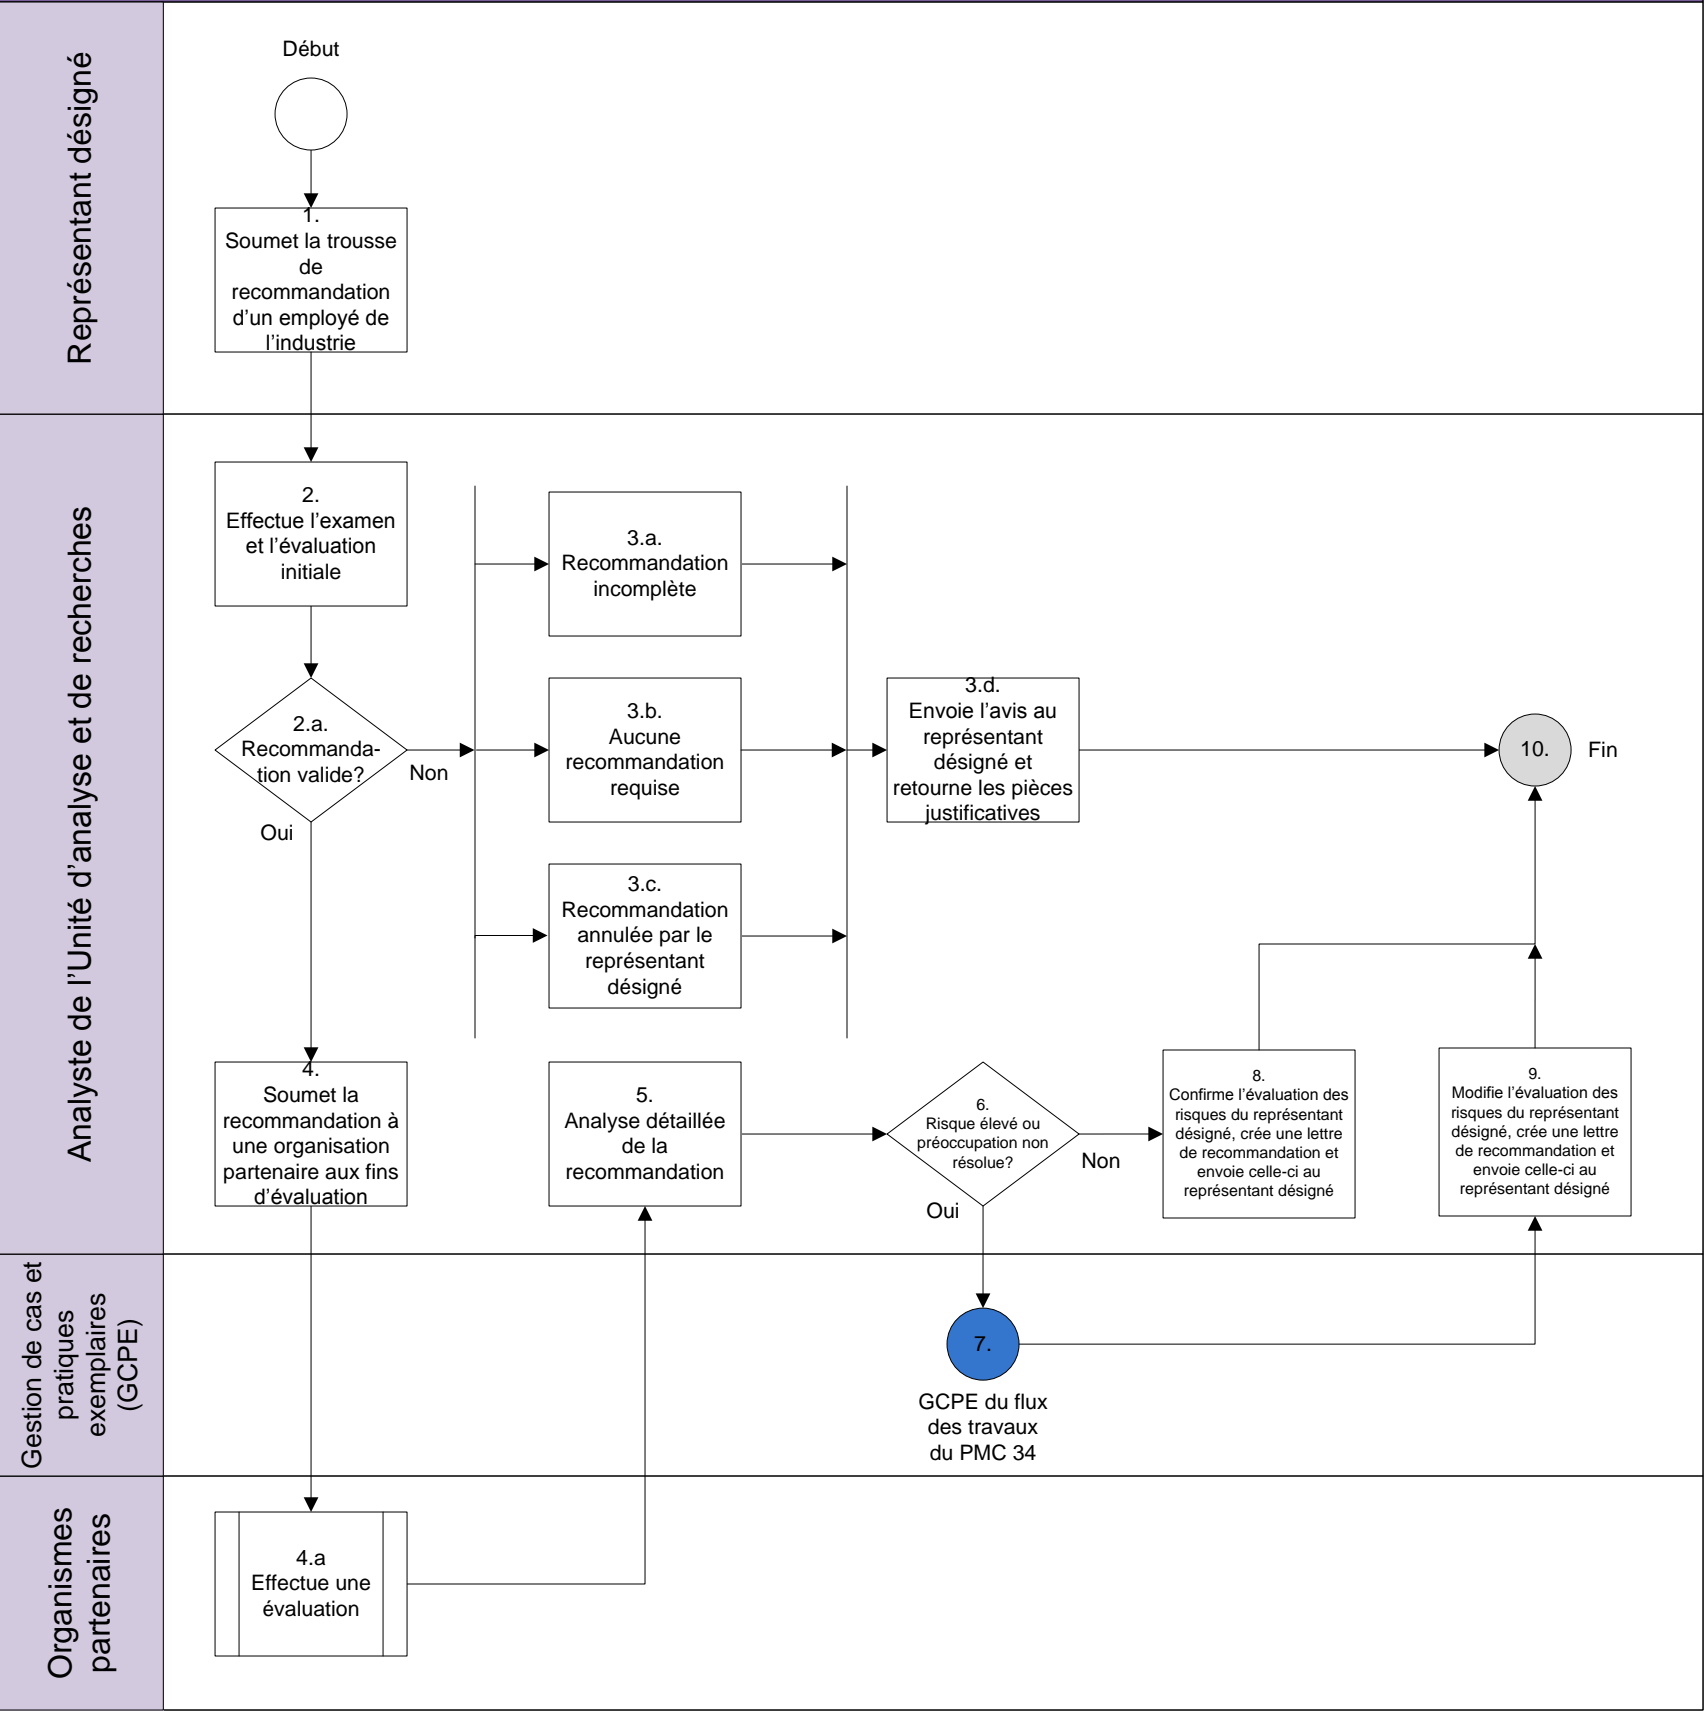 Représentant désigné
Début
1.
Soumet la trousse
de
recommandation
d’un employé de
l’industrie
Analyste de l’Unité d’analyse et de recherches
2.
Effectue l’examen
et l’évaluation
initiale
2.a.
Recommanda-
tion valide?
Non
Oui
3.a.
Recommandation
incomplète
3.b.
Aucune
recommandation
requise
3.c.
Recommandation
annulée par le
représentant
désigné
3.d.
Envoie l’avis au
représentant
désigné et
retourne les pièces
justificatives
10.
Fin
4.
Soumet la
recommandation à
une organisation
partenaire aux fins
d’évaluation
5.
Analyse détaillée
de la
recommandation
6.
Risque élevé ou
préoccupation non
résolue?
Non
Oui
8.
Confirme l’évaluation des
risques du représentant
désigné, crée une lettre
de recommandation et
envoie celle-ci au
représentant désigné
9.
Modifie l’évaluation des
risques du représentant
désigné, crée une lettre
de recommandation et
envoie celle-ci au
représentant désigné
Gestion de cas et
pratiques
exemplaires
(GCPE)
7.
GCPE du flux
des travaux
du PMC 34
Organismes
partenaires
4.a
Effectue une
évaluation